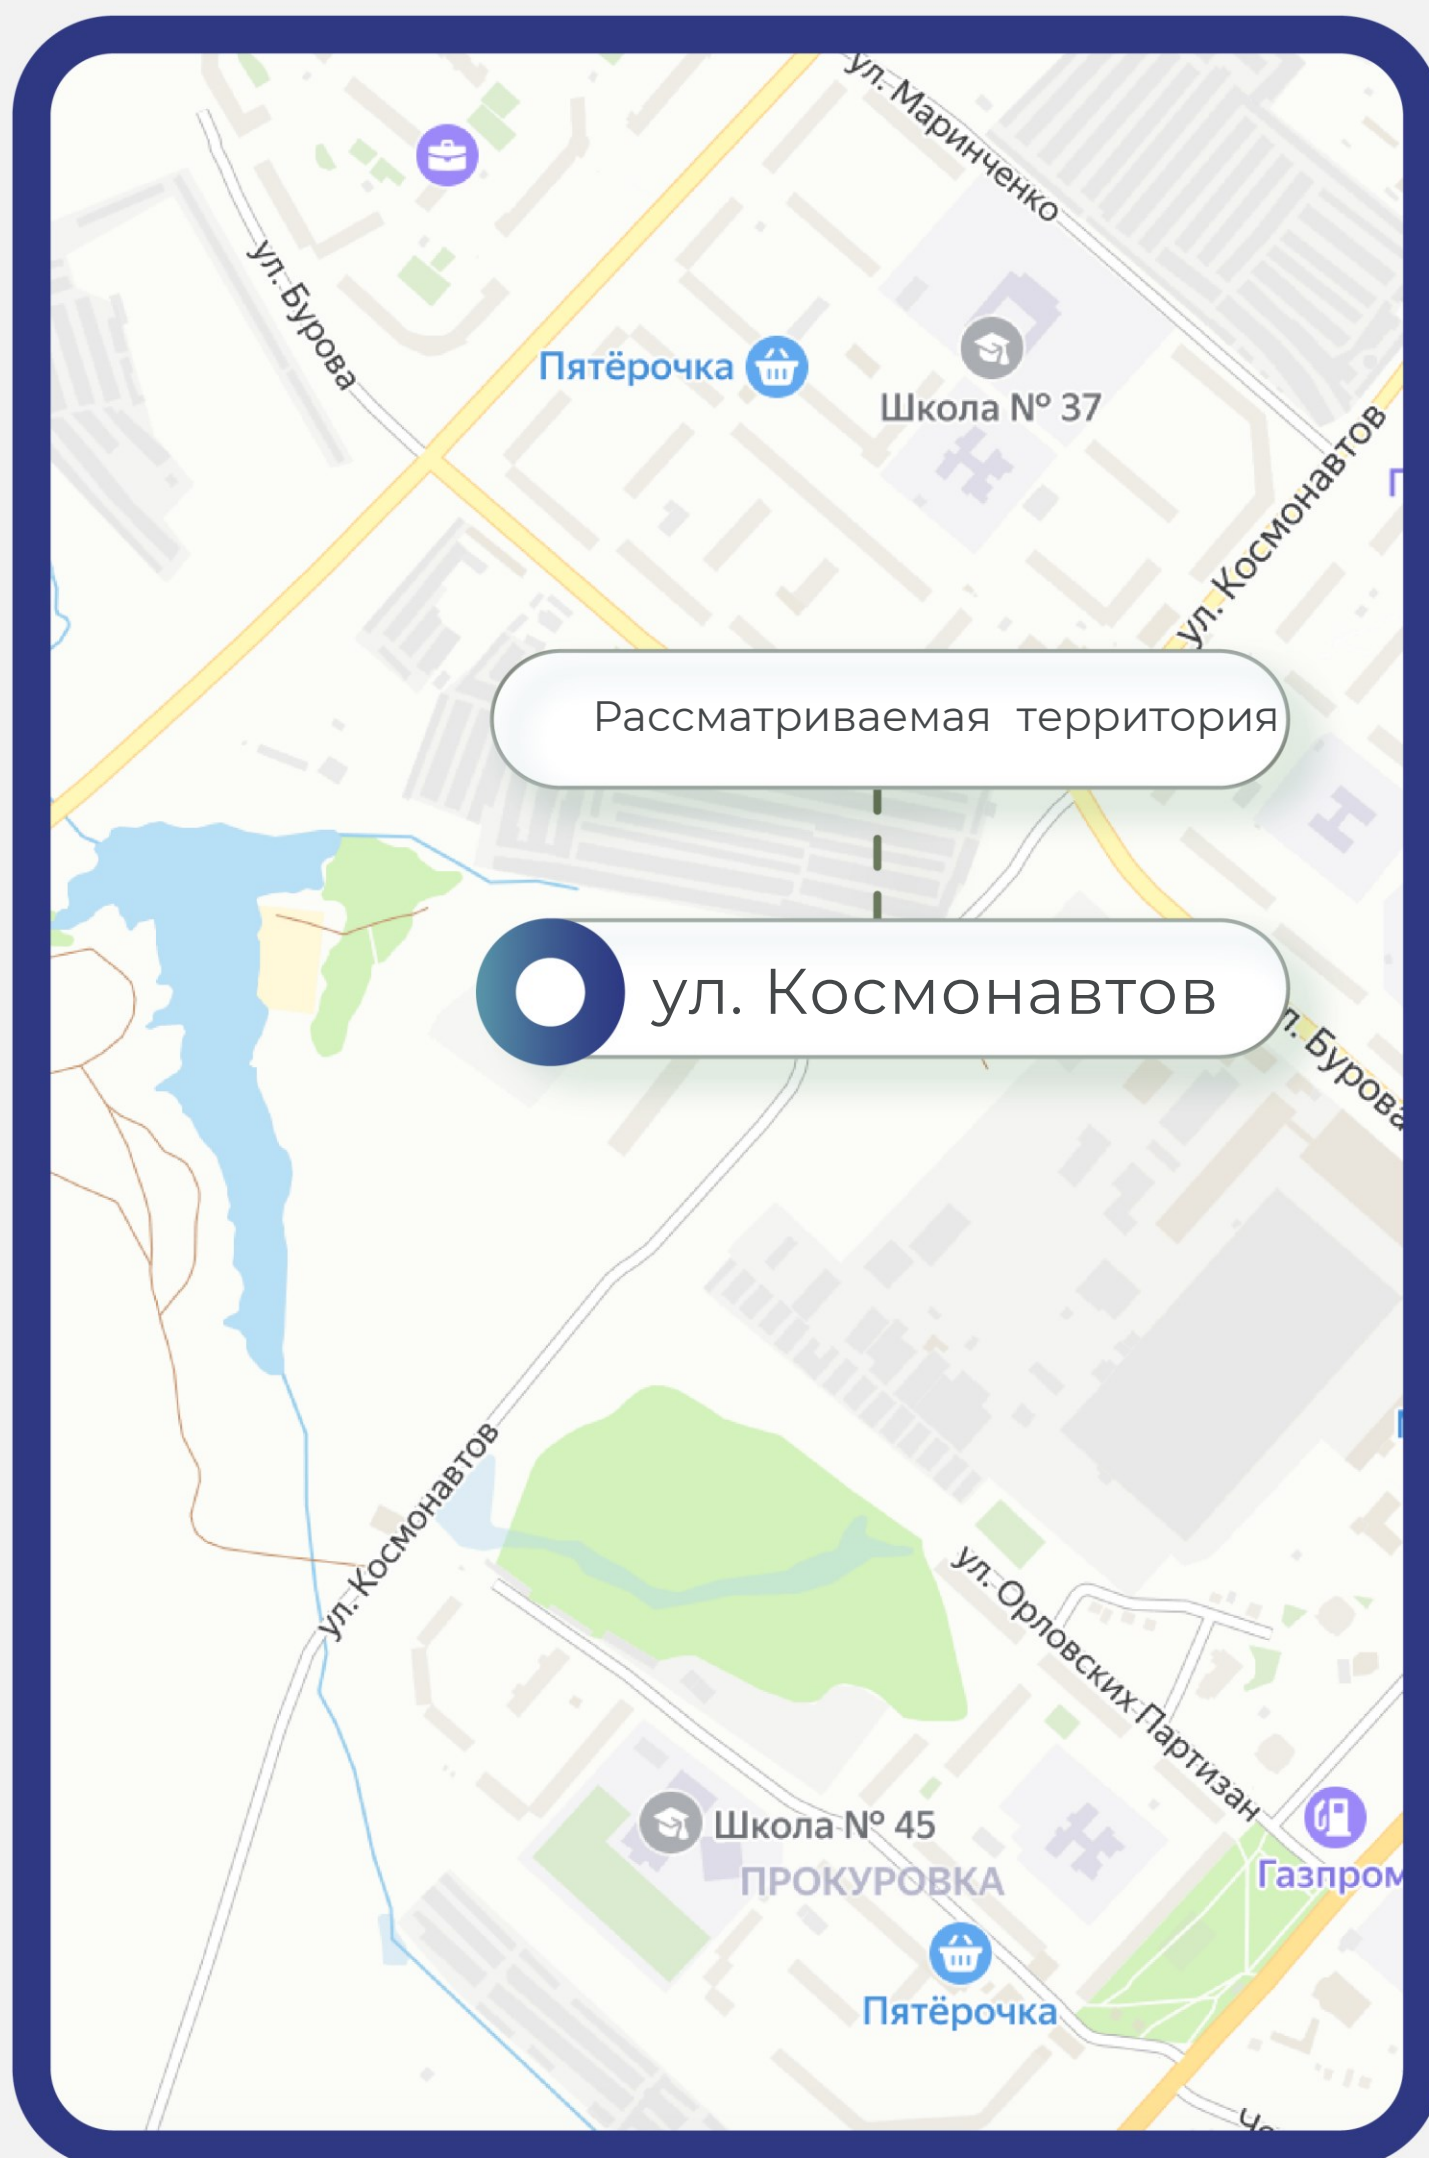 ул. Маринченко
ул. Бурова
Пятёрочка
Школа № 37
ул. Космонавтов
Рассматриваемая территория
ул. Космонавтов
л. Бурова
ул. Космонавтов
ул. Орловских Партизан
Школа № 45
ПРОКУРОВКА
Газпром
Пятёрочка